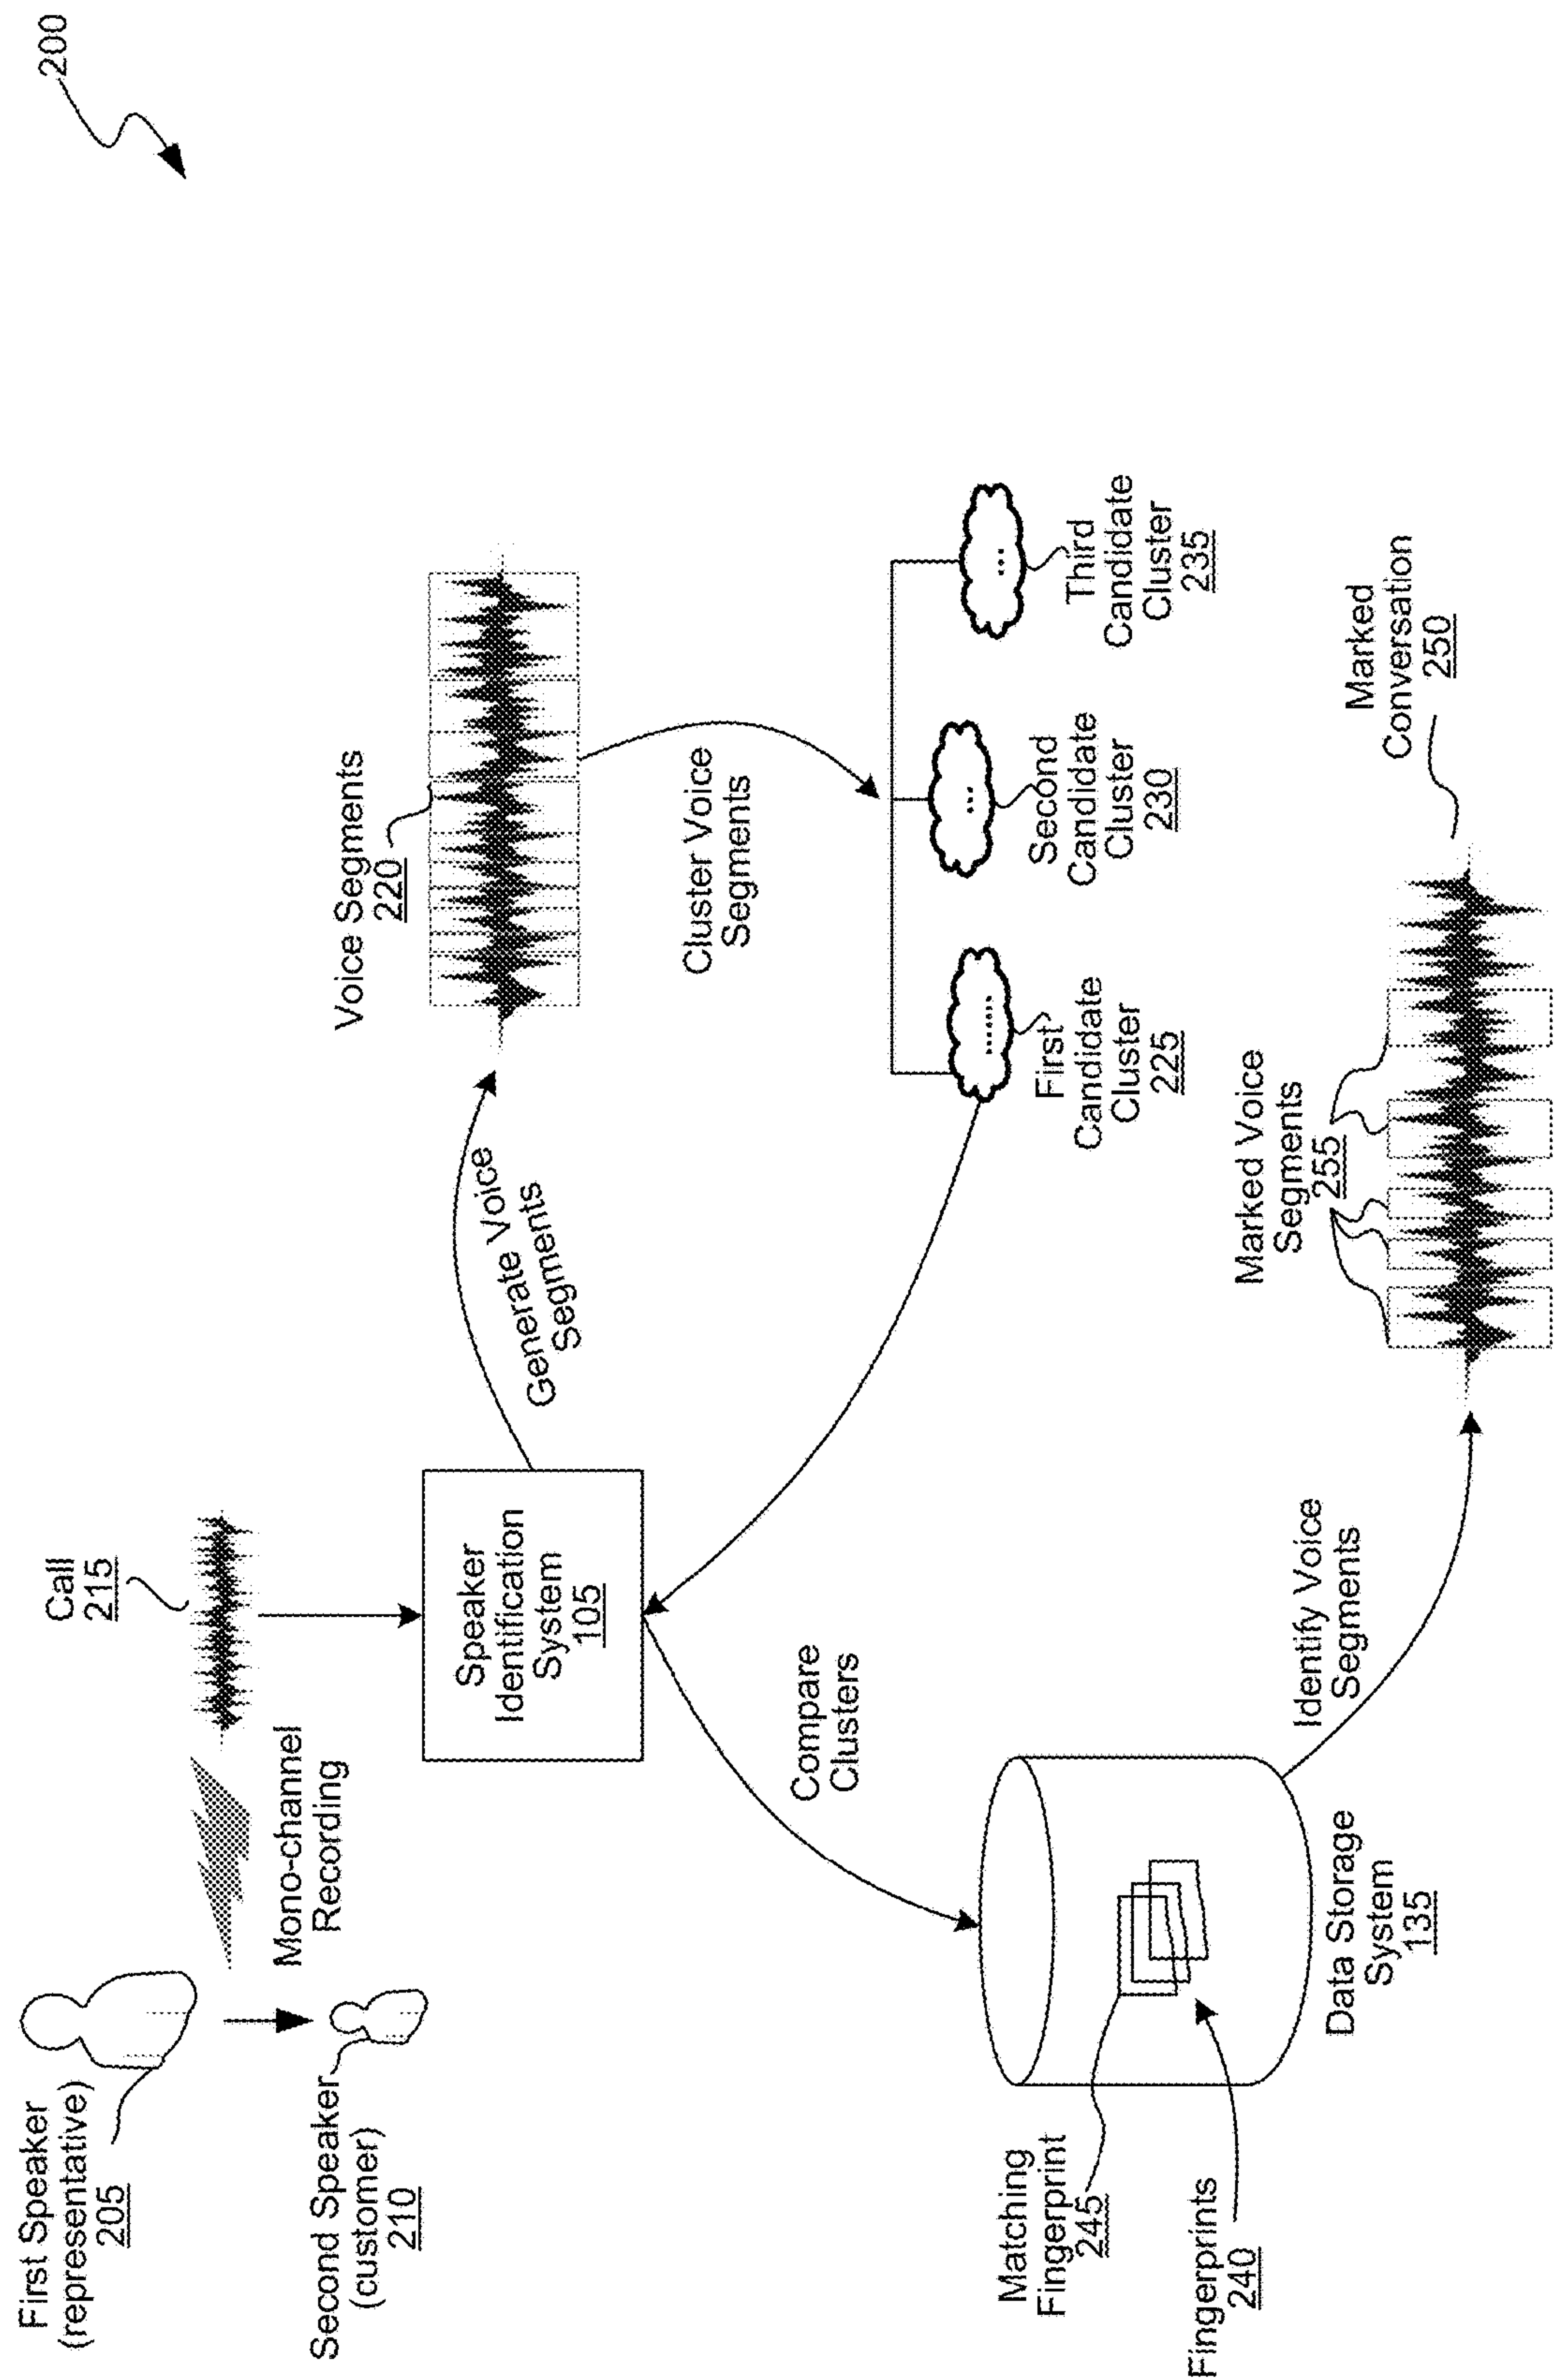 200
First Speaker
(representative)
205
Second Speaker
(customer)
210
Mono-channel
Recording
Call
215
Speaker
Identification
System
105
Generate Voice
Segments
Voice Segments
220
Cluster Voice
Segments
First
Candidate
Cluster
225
Second
Candidate
Cluster
230
Third
Candidate
Cluster
235
Compare
Clusters
Matching
Fingerprint
245
Fingerprints
240
Data Storage
System
135
Identify Voice
Segments
Marked Voice
Segments
255
Marked
Conversation
250